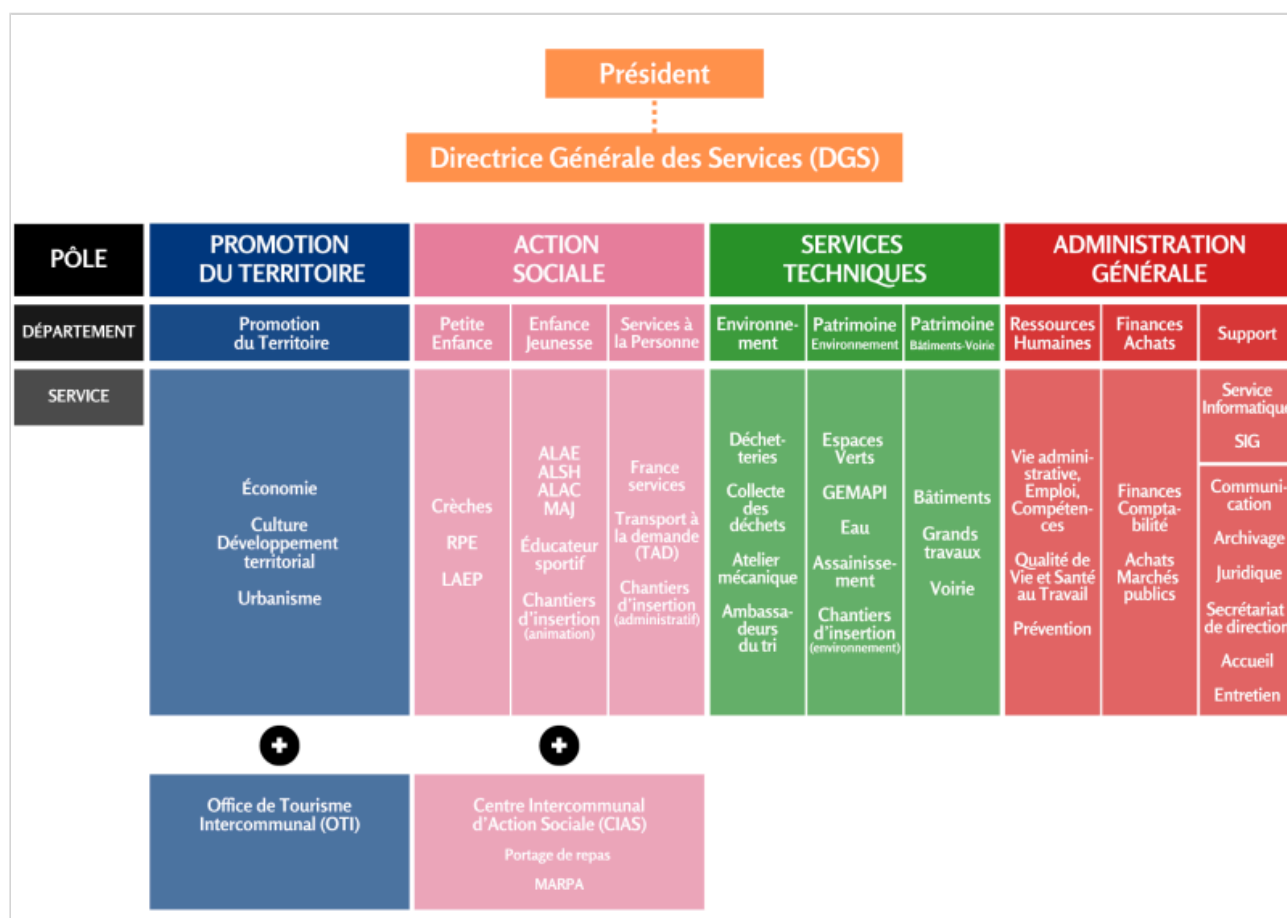 Président
Directrice Générale des Services (DGS)
PÔLE
PROMOTION
DU TERRITOIRE
ACTION
SOCIALE
SERVICES
TECHNIQUES
ADMINISTRATION
GÉNÉRALE
DÉPARTEMENT
Promotion
du Territoire
Petite
Enfance
Enfance
Jeunesse
Services à
la Personne
Environne-
ment
Patrimoine
Environnement
Patrimoine
Bâtiments-Voirie
Ressources
Humaines
Finances
Achats
Support
SERVICE
Économie
Culture
Développement
territorial
Urbanisme
Crèches
RPE
LAEP
ALAE
ALSH
ALAC
MAJ
Éducateur
sportif
Chantiers
d'insertion
(animation)
France
services
Transport à
la demande
(TAD)
Chantiers
d'insertion
(administratif)
Déchet-
teries
Collecte
des
déchets
Atelier
mécanique
Ambassa-
deurs
du tri
Espaces
Verts
GEMAPI
Eau
Assainisse-
ment
Chantiers
d'insertion
(environnement)
Bâtiments
Grands
travaux
Voirie
Vie admini-
strative,
Emploi,
Compéten-
ces
Qualité de
Vie et Santé
au Travail
Prévention
Finances
Compta-
bilité
Achats
Marchés
publics
Service
Informatique
SIG
Communi-
cation
Archivage
Juridique
Secrétariat
de direction
Accueil
Entretien
Office de Tourisme
Intercommunal (OTI)
Centre Intercommunal
d'Action Sociale (CIAS)
Portage de repas
MARPA